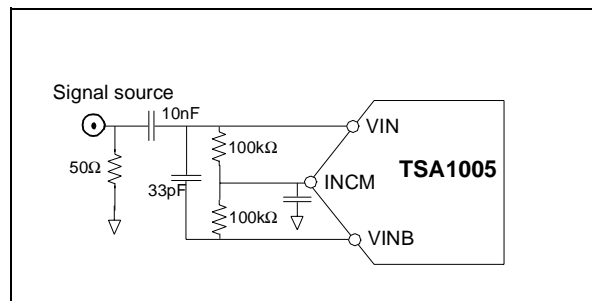 Signal source
10nF
VIN
50Ω
100kΩ
33pF
INCM
TSA1005
100kΩ
VINB